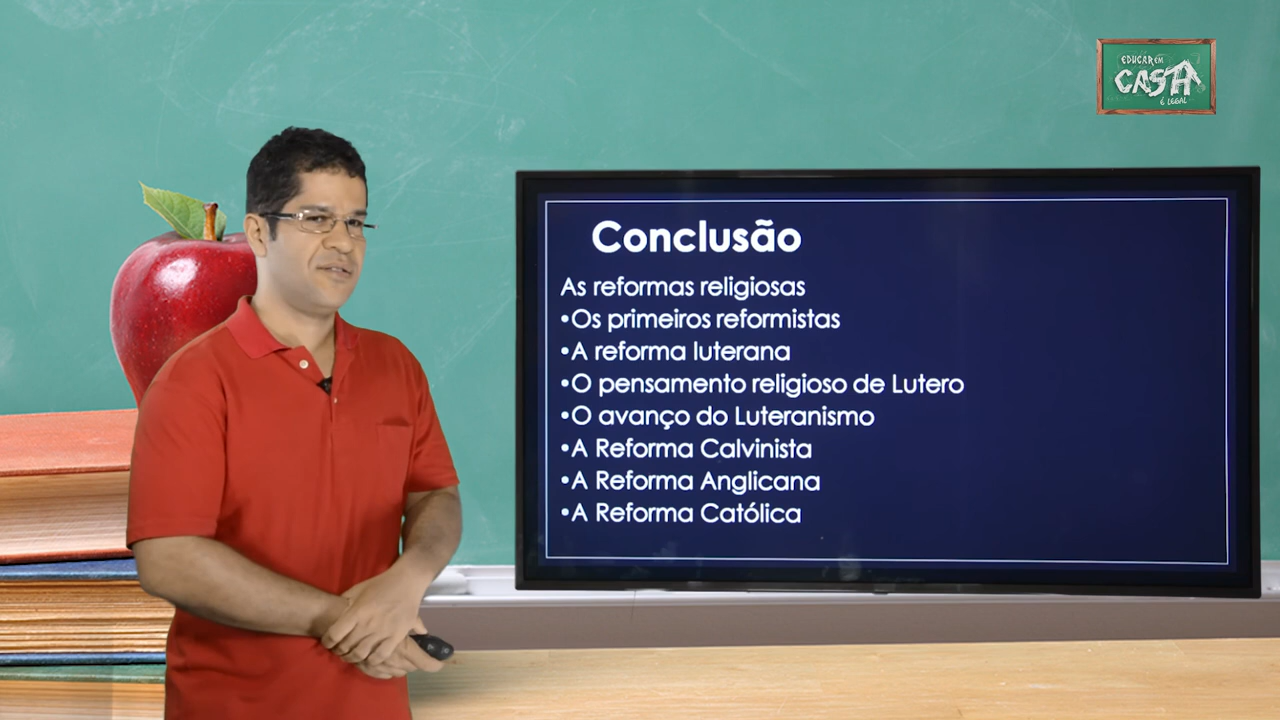 EDUCAR EM
CASA
É LEGAL
Conclusão
As reformas religiosas
•Os primeiros reformistas
•A reforma luterana
•O pensamento religioso de Lutero
•O avanço do Luteranismo
•A Reforma Calvinista
•A Reforma Anglicana
•A Reforma Católica